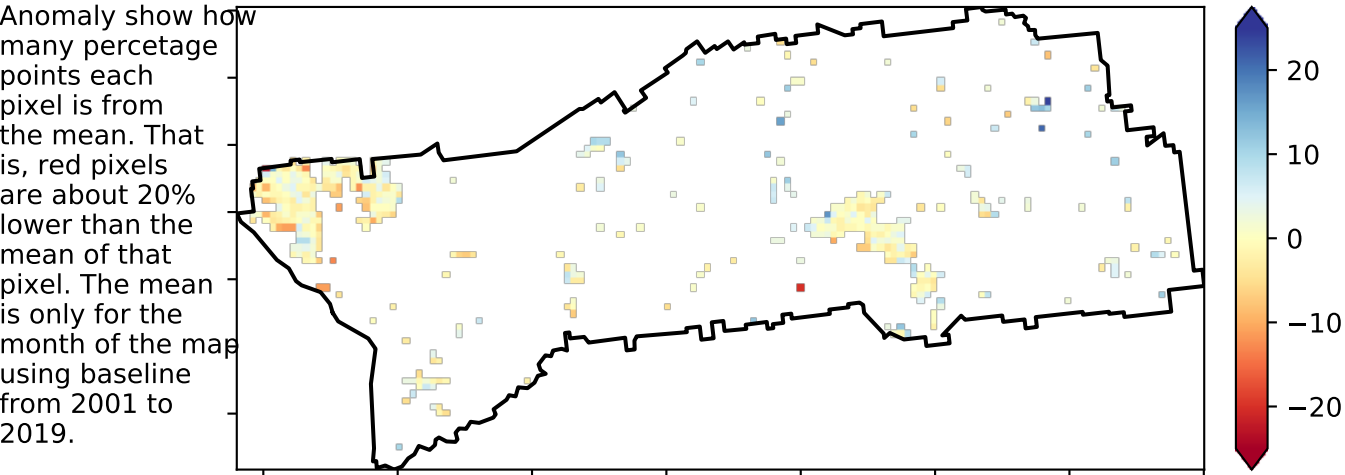 Anomaly show how
many percetage
points each
pixel is from
the mean. That
is, red pixels
are about 20%
lower than the
mean of that
pixel. The mean
is only for the
month of the map
using baseline
from 2001 to
2019.
20
10
0
−10
−20